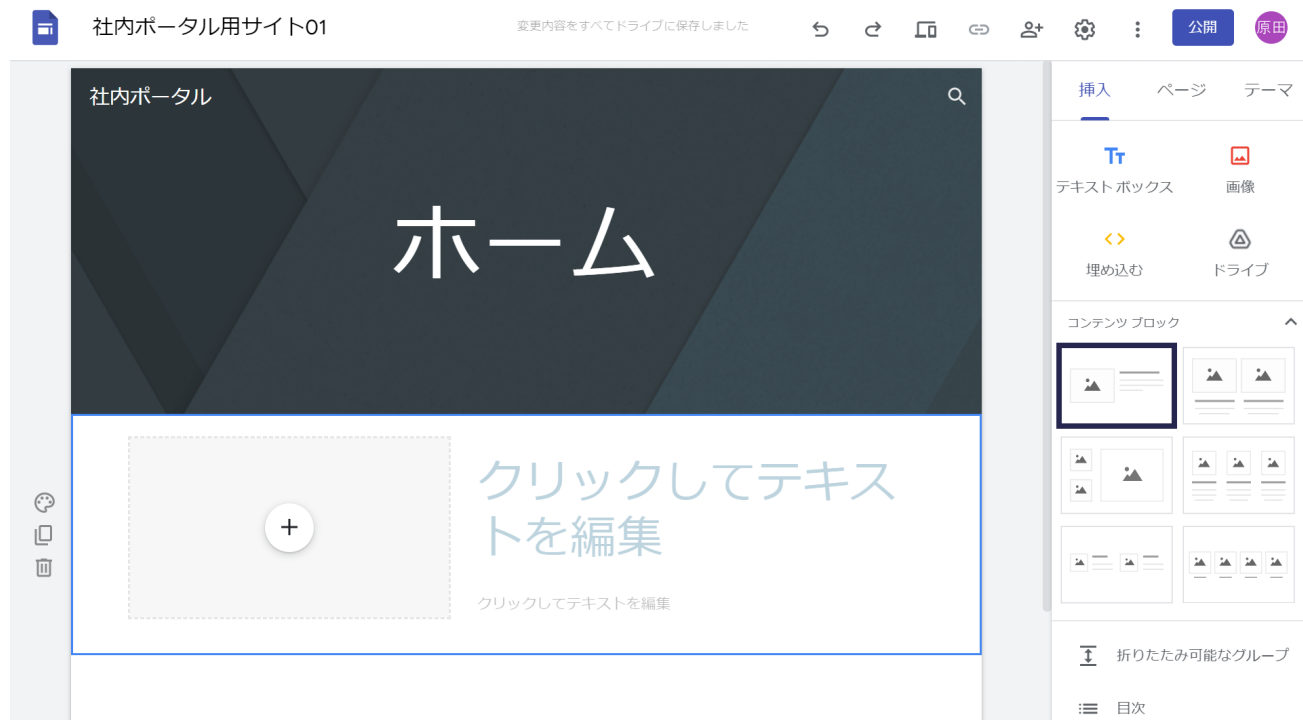 社内ポータル用サイト01
変更内容をすべてドライブに保存しました
公開
原田
社内ポータル
ホーム
クリックしてテキス
トを編集
クリックしてテキストを編集
挿入
ページ
テーマ
Tт
テキスト ボックス
画像
埋め込む
ドライブ
コンテンツ ブロック
折りたたみ可能なグループ
目次